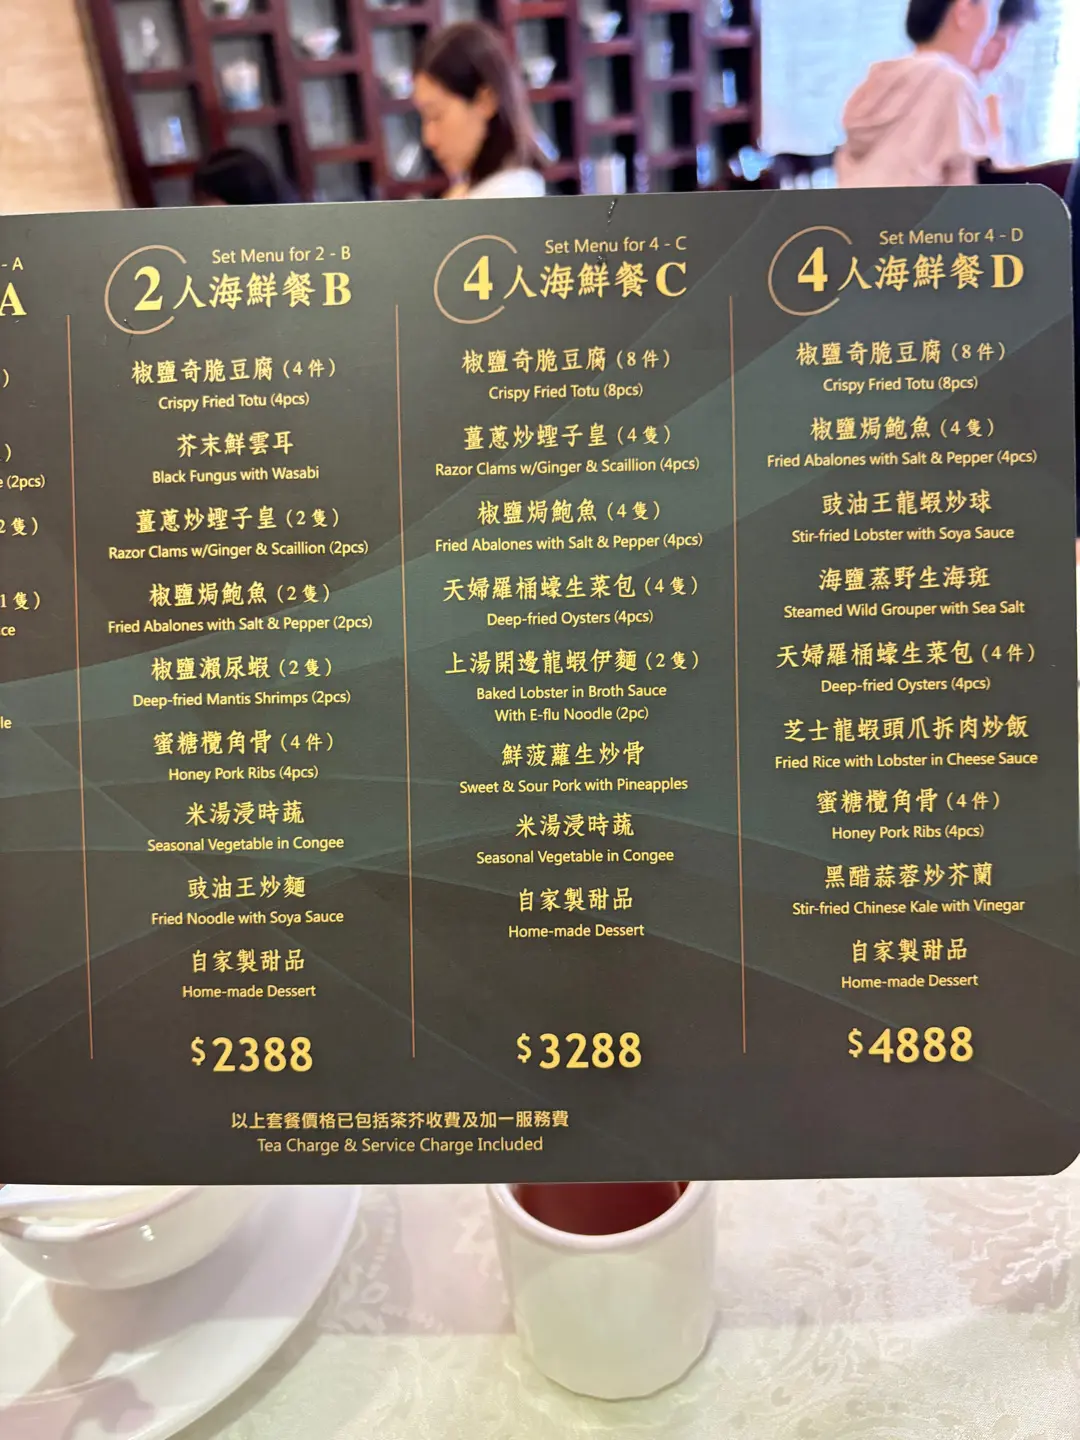 - A
A
)
)
e (2pcs)
2 隻)
1 隻)
ce
le
Set Menu for 2 - B
2人海鮮餐B
椒鹽奇脆豆腐 (4 件)
Crispy Fried Totu (4pcs)
芥末鮮雲耳
Black Fungus with Wasabi
薑蔥炒蟶子皇 (2 隻)
Razor Clams w/Ginger & Scaillion (2pcs)
椒鹽焗鮑魚 (2 隻)
Fried Abalones with Salt & Pepper (2pcs)
椒鹽瀨尿蝦 (2 隻)
Deep-fried Mantis Shrimps (2pcs)
蜜糖欖角骨 (4 件)
Honey Pork Ribs (4pcs)
米湯浸時蔬
Seasonal Vegetable in Congee
豉油王炒麵
Fried Noodle with Soya Sauce
自家製甜品
Home-made Dessert
$2388
Set Menu for 4 - C
4人海鮮餐C
椒鹽奇脆豆腐 (8 件)
Crispy Fried Totu (8pcs)
薑蔥炒蟶子皇 (4 隻)
Razor Clams w/Ginger & Scaillion (4pcs)
椒鹽焗鮑魚 (4 隻)
Fried Abalones with Salt & Pepper (4pcs)
天婦羅桶蠔生菜包 (4 隻)
Deep-fried Oysters (4pcs)
上湯開邊龍蝦伊麵 (2 隻)
Baked Lobster in Broth Sauce
With E-flu Noodle (2pc)
鮮菠蘿生炒骨
Sweet & Sour Pork with Pineapples
米湯浸時蔬
Seasonal Vegetable in Congee
自家製甜品
Home-made Dessert
$3288
Set Menu for 4 - D
4人海鮮餐D
椒鹽奇脆豆腐 (8 件)
Crispy Fried Totu (8pcs)
椒鹽焗鮑魚 (4 隻)
Fried Abalones with Salt & Pepper (4pcs)
豉油王龍蝦炒球
Stir-fried Lobster with Soya Sauce
海鹽蒸野生海斑
Steamed Wild Grouper with Sea Salt
天婦羅桶蠔生菜包 (4 件)
Deep-fried Oysters (4pcs)
芝士龍蝦頭爪拆肉炒飯
Fried Rice with Lobster in Cheese Sauce
蜜糖欖角骨 (4 件)
Honey Pork Ribs (4pcs)
黑醋蒜蓉炒芥蘭
Stir-fried Chinese Kale with Vinegar
自家製甜品
Home-made Dessert
$4888
以上套餐價格已包括茶芥收費及加一服務費
Tea Charge & Service Charge Included